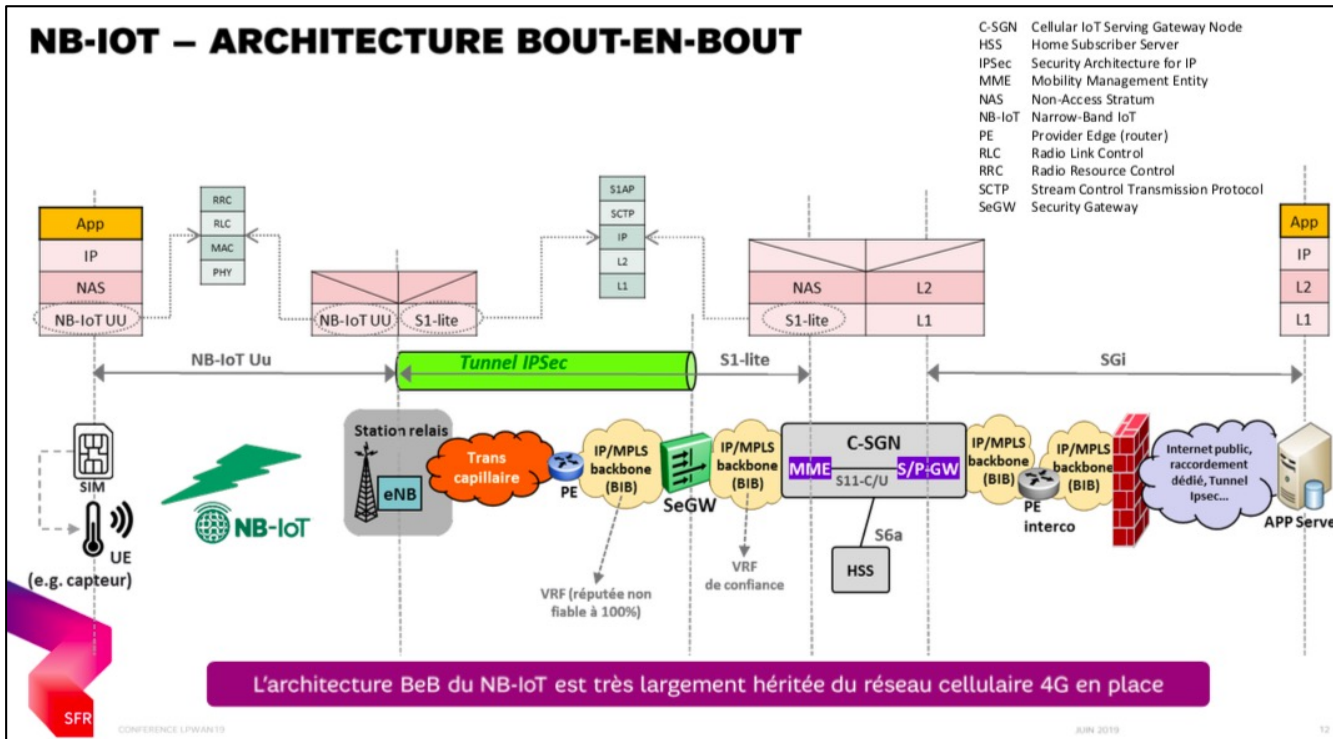 NB-IOT – ARCHITECTURE BOUT-EN-BOUT
C-SGN Cellular IoT Serving Gateway Node
HSS Home Subscriber Server
IPSec Security Architecture for IP
MME Mobility Management Entity
NAS Non-Access Stratum
NB-IoT Narrow-Band IoT
PE Provider Edge (router)
RLC Radio Link Control
RRC Radio Resource Control
SCTP Stream Control Transmission Protocol
SeGW Security Gateway
App
IP
NAS
NB-IoT UU
RRC
RLC
MAC
PHY
NB-IoT UU
S1-lite
S1AP
SCTP
IP
L2
L1
NAS
L2
S1-lite
L1
App
IP
L2
L1
NB-IoT Uu
Tunnel IPSec
S1-lite
SGi
SIM
UE
(e.g. capteur)
NB-IoT
Station relais
eNB
Trans
capillaire
PE
IP/MPLS
backbone
(BIB)
SeGW
IP/MPLS
backbone
(BIB)
C-SGN
MME
S/P-GW
S11-C/U
S6a
HSS
IP/MPLS
backbone
(BIB)
PE
interco
IP/MPLS
backbone
(BIB)
Internet public,
raccordement
dédié, Tunnel
Ipsec...
APP Serve
VRF (réputée non
fiable à 100%)
VRF
de confiance
L'architecture BeB du NB-IoT est très largement héritée du réseau cellulaire 4G en place
SFR
CONFERENCE LPWAN 19
JUIN 2019
12